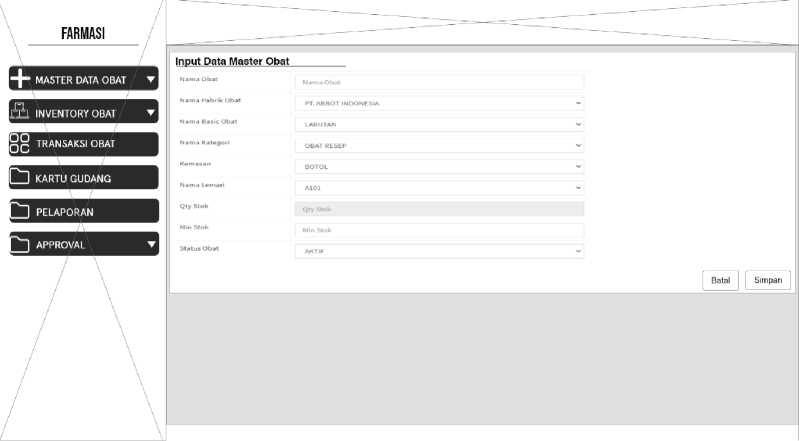 FARMASI
MASTER DATA OBAT
INVENTORY OBAT
TRANSAKSI OBAT
KARTU GUDANG
PELAPORAN
APPROVAL
Input Data Master Obat
Nama Obat Nama Obat
Nama Pabrik Obat PT. ABBOT INDONESIA
Nama Basic Obat LARUTAN
Nama Kategori OBAT RESEP
Kemasan BOTOL
Nama Lemari A101
Qty Stok Qty Stok
Min Stok Min Stok
Status Obat AKTIF
Batal Simpan